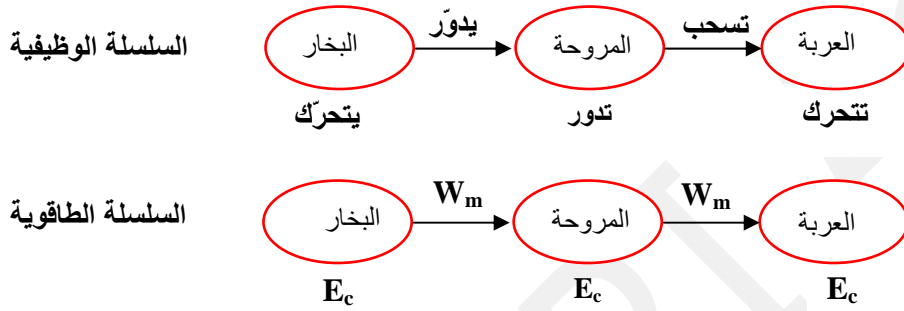 السلسلة الوظيفية
البخار يدوّر المروحة تسحب العربة
يتحرّك تدور تتحرك
السلسلة الطاقوية
البخار Wm المروحة Wm العربة
Ec Ec Ec